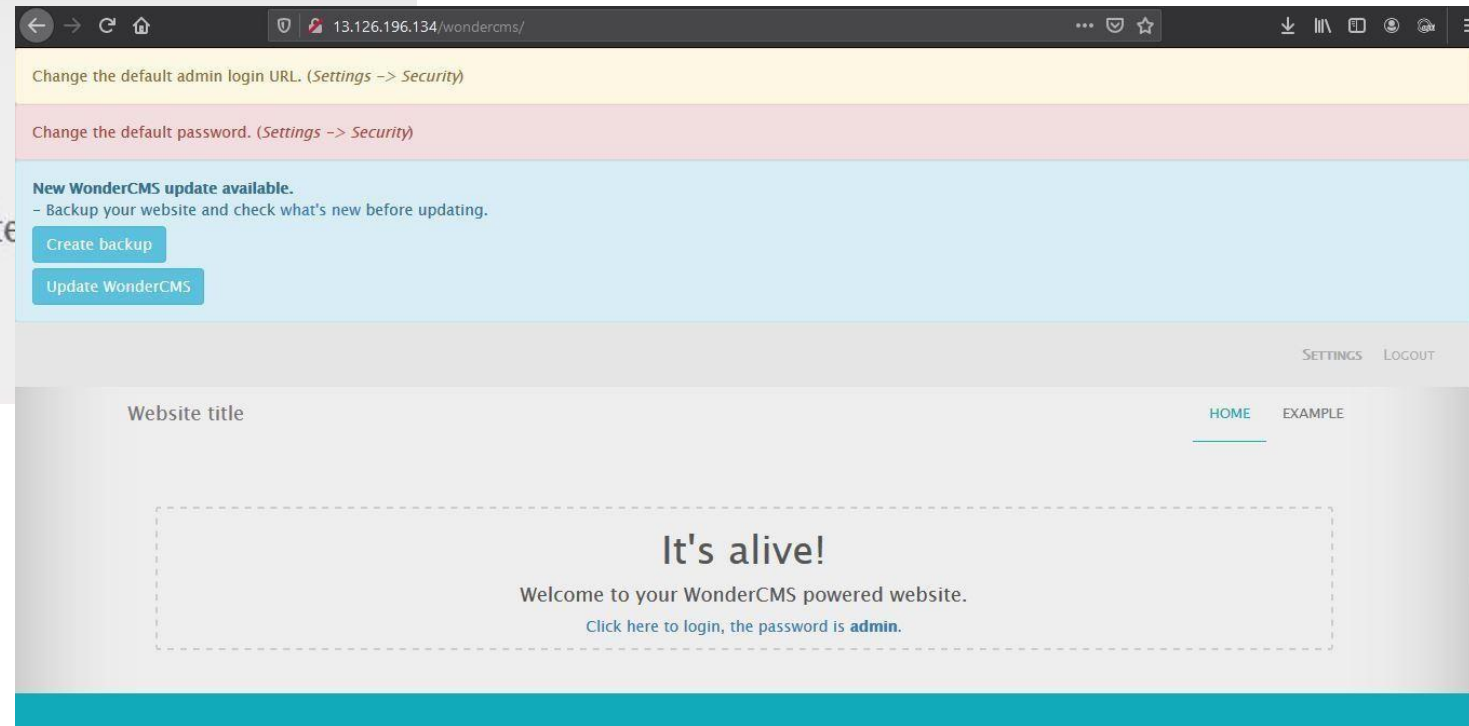 13.126.196.134/wondercms/
Change the default admin login URL. (Settings -> Security)
Change the default password. (Settings -> Security)
New WonderCMS update available.
- Backup your website and check what's new before updating.
Create backup
Update WonderCMS
SETTINGS LOGOUT
Website title HOME EXAMPLE
It's alive!
Welcome to your WonderCMS powered website.
Click here to login, the password is admin.